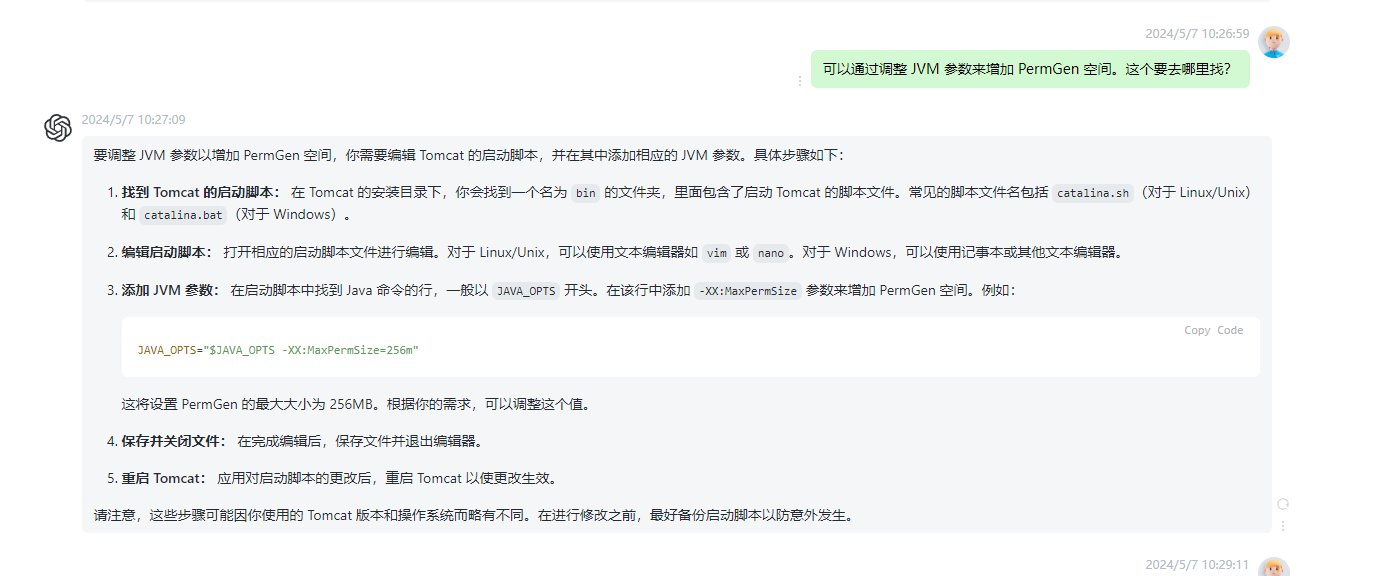 2024/5/7 10:26:59
可以通过调整 JVM 参数来增加 PermGen 空间。这个要去哪里找？
2024/5/7 10:27:09
要调整 JVM 参数以增加 PermGen 空间，你需要编辑 Tomcat 的启动脚本，并在其中添加相应的 JVM 参数。具体步骤如下：
1. 找到 Tomcat 的启动脚本： 在 Tomcat 的安装目录下，你会找到一个名为 bin 的文件夹，里面包含了启动 Tomcat 的脚本文件。常见的脚本文件名包括 catalina.sh（对于 Linux/Unix）
和 catalina.bat（对于 Windows）。
2. 编辑启动脚本： 打开相应的启动脚本文件进行编辑。对于 Linux/Unix，可以使用文本编辑器如 vim 或 nano。对于 Windows，可以使用记事本或其他文本编辑器。
3. 添加 JVM 参数： 在启动脚本中找到 Java 命令的行，一般以 JAVA_OPTS 开头。在该行中添加 -XX:MaxPermSize 参数来增加 PermGen 空间。例如：
Copy Code
JAVA_OPTS="$JAVA_OPTS -XX:MaxPermSize=256m"
这将设置 PermGen 的最大大小为 256MB。根据你的需求，可以调整这个值。
4. 保存并关闭文件： 在完成编辑后，保存文件并退出编辑器。
5. 重启 Tomcat： 应用对启动脚本的更改后，重启 Tomcat 以使更改生效。
请注意，这些步骤可能因你使用的 Tomcat 版本和操作系统而略有不同。在进行修改之前，最好备份启动脚本以防意外发生。
2024/5/7 10:29:11